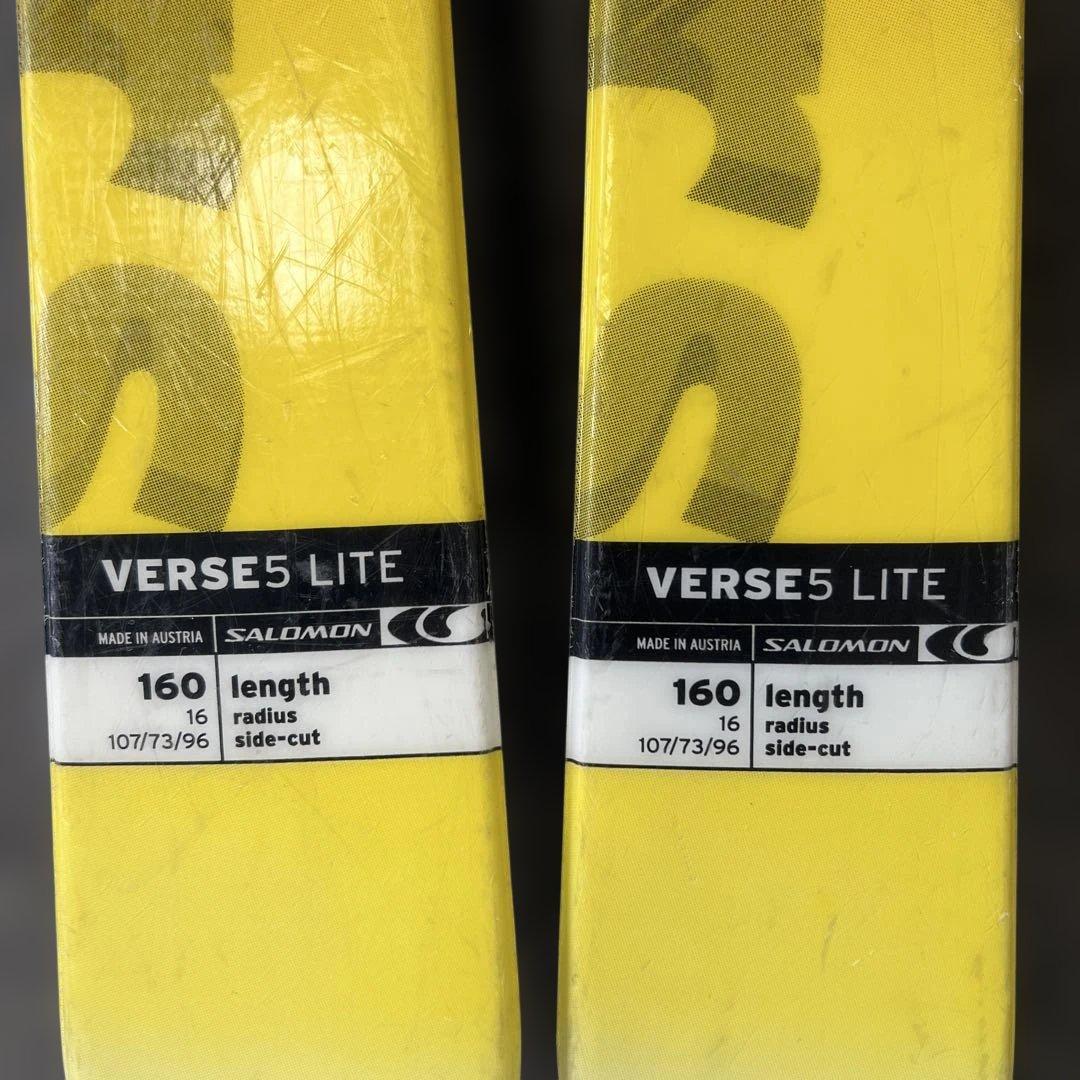 VERSE5 LITE
MADE IN AUSTRIA SALOMON
160 length
16 radius
107/73/96 side-cut
VERSE5 LITE
MADE IN AUSTRIA SALOMON
160 length
16 radius
107/73/96 side-cut